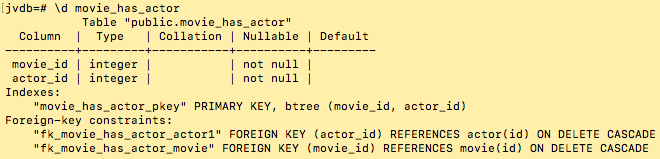 [jvdb=# \d movie_has_actor
Table "public.movie_has_actor"
Column | Type | Collation | Nullable | Default
----------+---------+-----------+----------+---------
movie_id | integer | | not null |
actor_id | integer | | not null |
Indexes:
"movie_has_actor_pkey" PRIMARY KEY, btree (movie_id, actor_id)
Foreign-key constraints:
"fk_movie_has_actor_actor1" FOREIGN KEY (actor_id) REFERENCES actor(id) ON DELETE CASCADE
"fk_movie_has_actor_movie" FOREIGN KEY (movie_id) REFERENCES movie(id) ON DELETE CASCADE